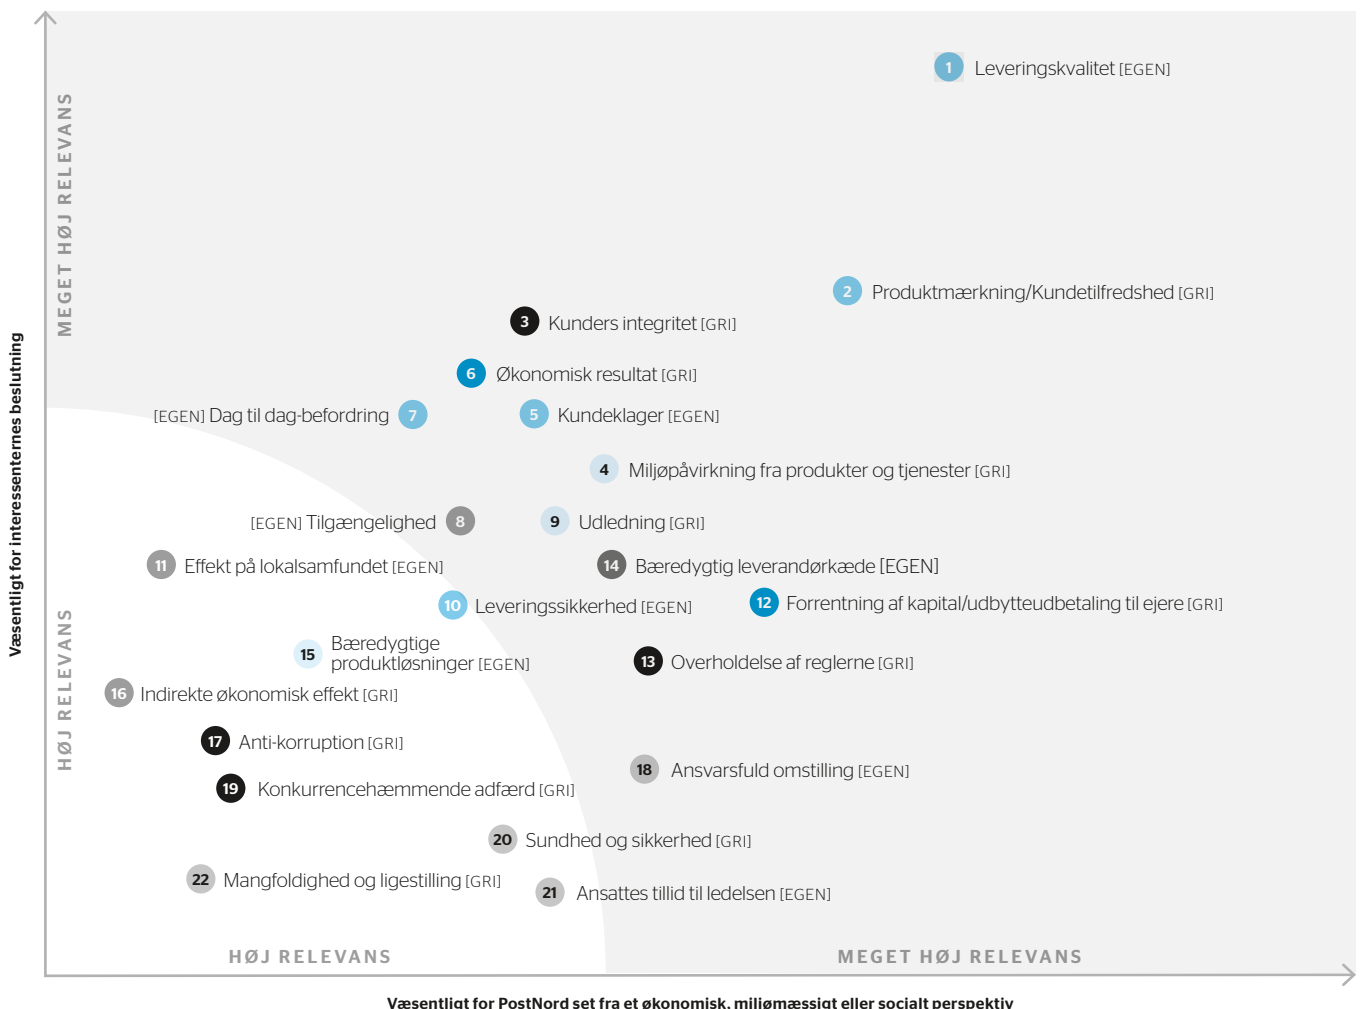 MEGET HØJ RELEVANS
HØJ RELEVANS
Væsentligt for interessenternes beslutning
1 Leveringskvalitet [EGEN]
2 Produktmærkning/Kundetilfredshed [GRI]
3 Kunders integritet [GRI]
6 Økonomisk resultat [GRI]
[EGEN] Dag til dag-befordring 7
5 Kundeklager [EGEN]
4 Miljøpåvirkning fra produkter og tjenester [GRI]
[EGEN] Tilgængelighed 8
9 Udledning [GRI]
11 Effekt på lokalsamfundet [EGEN]
14 Bæredygtig leverandørkæde [EGEN]
10 Leveringssikkerhed [EGEN]
12 Forrentning af kapital/udbytteudbetaling til ejere [GRI]
15 Bæredygtige
produktløsninger [EGEN]
13 Overholdelse af reglerne [GRI]
16 Indirekte økonomisk effekt [GRI]
17 Anti-korruption [GRI]
18 Ansvarsfuld omstilling [EGEN]
19 Konkurrencehæmmende adfærd [GRI]
20 Sundhed og sikkerhed [GRI]
22 Mangfoldighed og ligestilling [GRI]
21 Ansattes tillid til ledelsen [EGEN]
HØJ RELEVANS
MEGET HØJ RELEVANS
Væsentligt for PostNord set fra et økonomisk, miljømæssigt eller socialt perspektiv